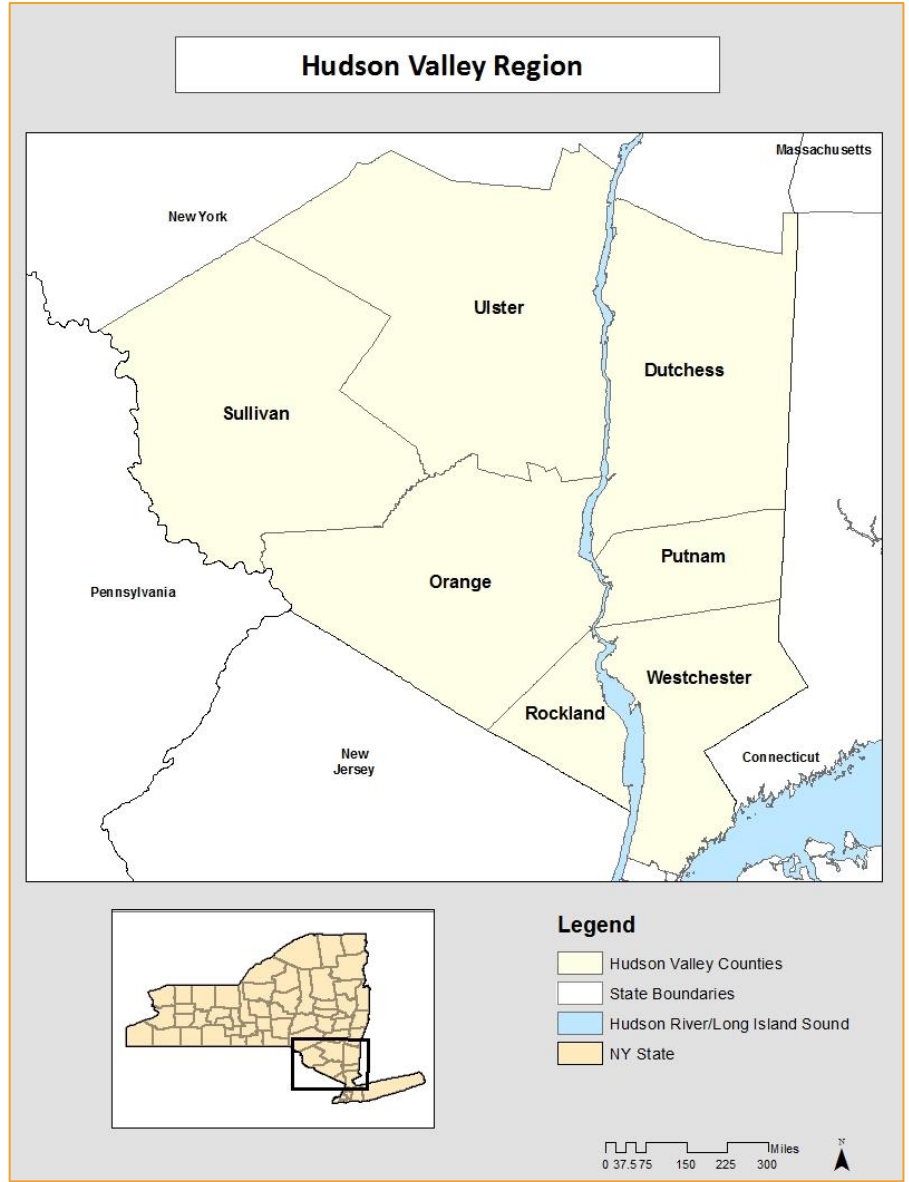 Hudson Valley Region
Massachusetts
New York
Ulster
Dutchess
Sullivan
Putnam
Orange
Pennsylvania
Westchester
Rockland
New
Jersey
Connecticut
Legend
Hudson Valley Counties
State Boundaries
Hudson River/Long Island Sound
NY State
N
Miles
0 37.5 75 150 225 300